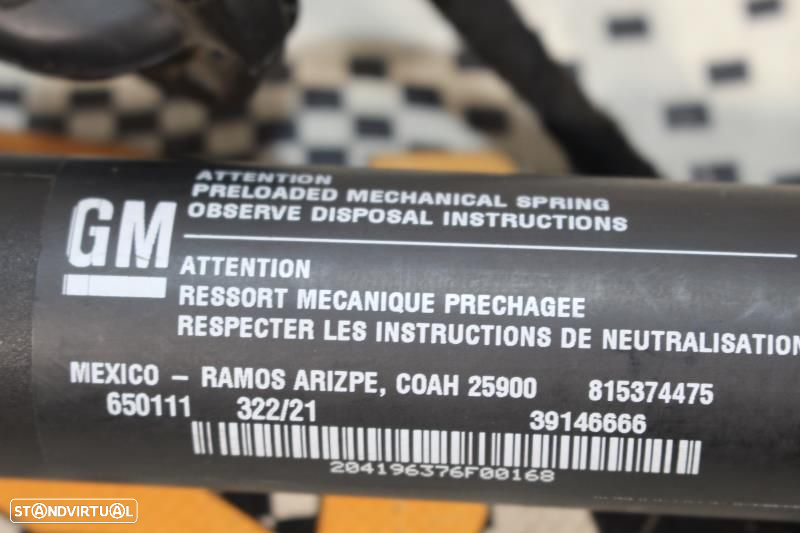 ATTENTION
PRELOADED MECHANICAL SPRING
OBSERVE DISPOSAL INSTRUCTIONS
GM
ATTENTION
RESSORT MECANIQUE PRECHAGEE
RESPECTER LES INSTRUCTIONS DE NEUTRALISATION
MEXICO – RAMOS ARIZPE, COAH 25900 815374475
650111 322/21 39146666
204196376F00168
STANDVIRTUAL